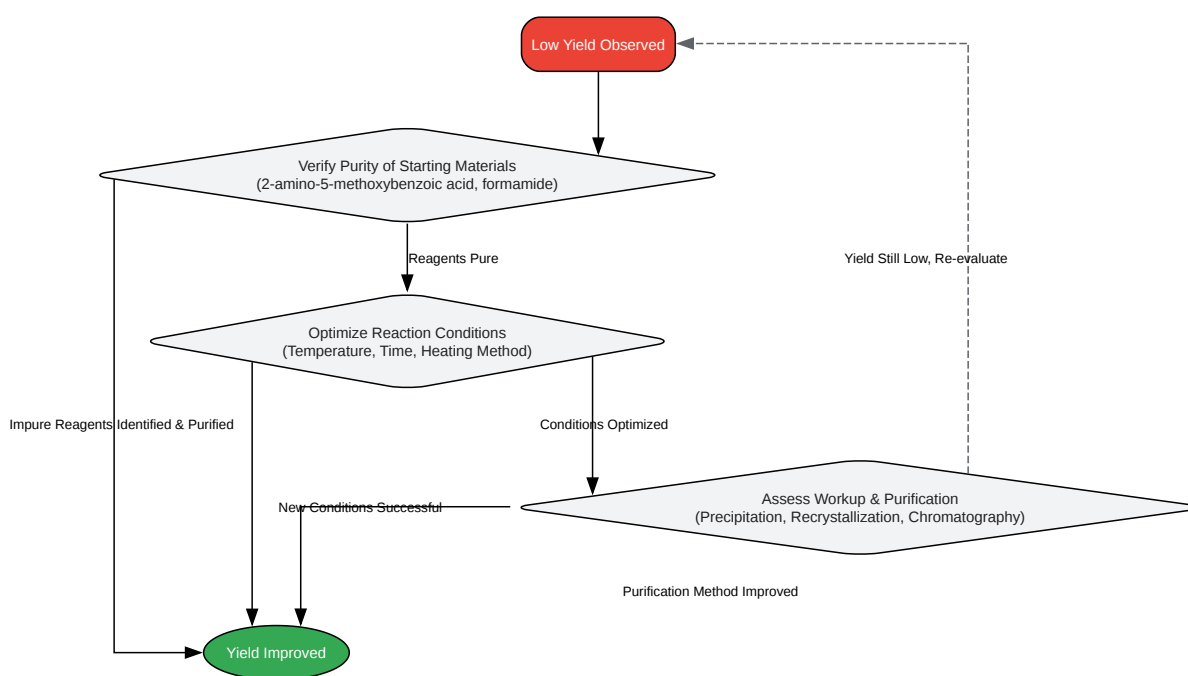 Low Yield Observed
Verify Purity of Starting Materials
(2-amino-5-methoxybenzoic acid, formamide)
Reagents Pure
Yield Still Low, Re-evaluate
Optimize Reaction Conditions
(Temperature, Time, Heating Method)
Impure Reagents Identified & Purified
Conditions Optimized
New Conditions Successful
Assess Workup & Purification
(Precipitation, Recrystallization, Chromatography)
Purification Method Improved
Yield Improved